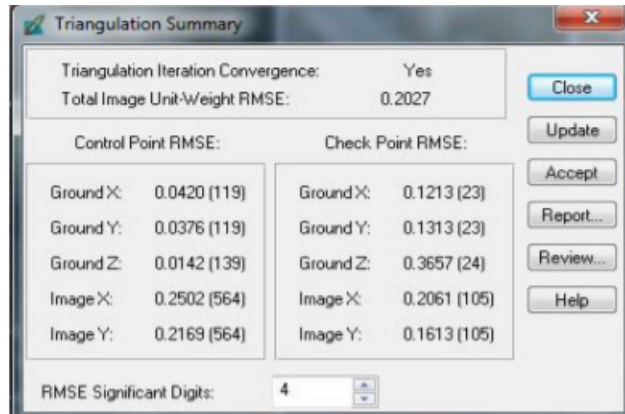 Triangulation Summary
Triangulation Iteration Convergence: Yes
Total Image Unit-Weight RMSE: 0.2027
Close
Update
Accept
Report...
Review...
Help
Control Point RMSE: Check Point RMSE:
Ground X: 0.0420 (119) Ground X: 0.1213 (23)
Ground Y: 0.0376 (119) Ground Y: 0.1313 (23)
Ground Z: 0.0142 (139) Ground Z: 0.3657 (24)
Image X: 0.2502 (564) Image X: 0.2061 (105)
Image Y: 0.2169 (564) Image Y: 0.1613 (105)
RMSE Significant Digits: 4